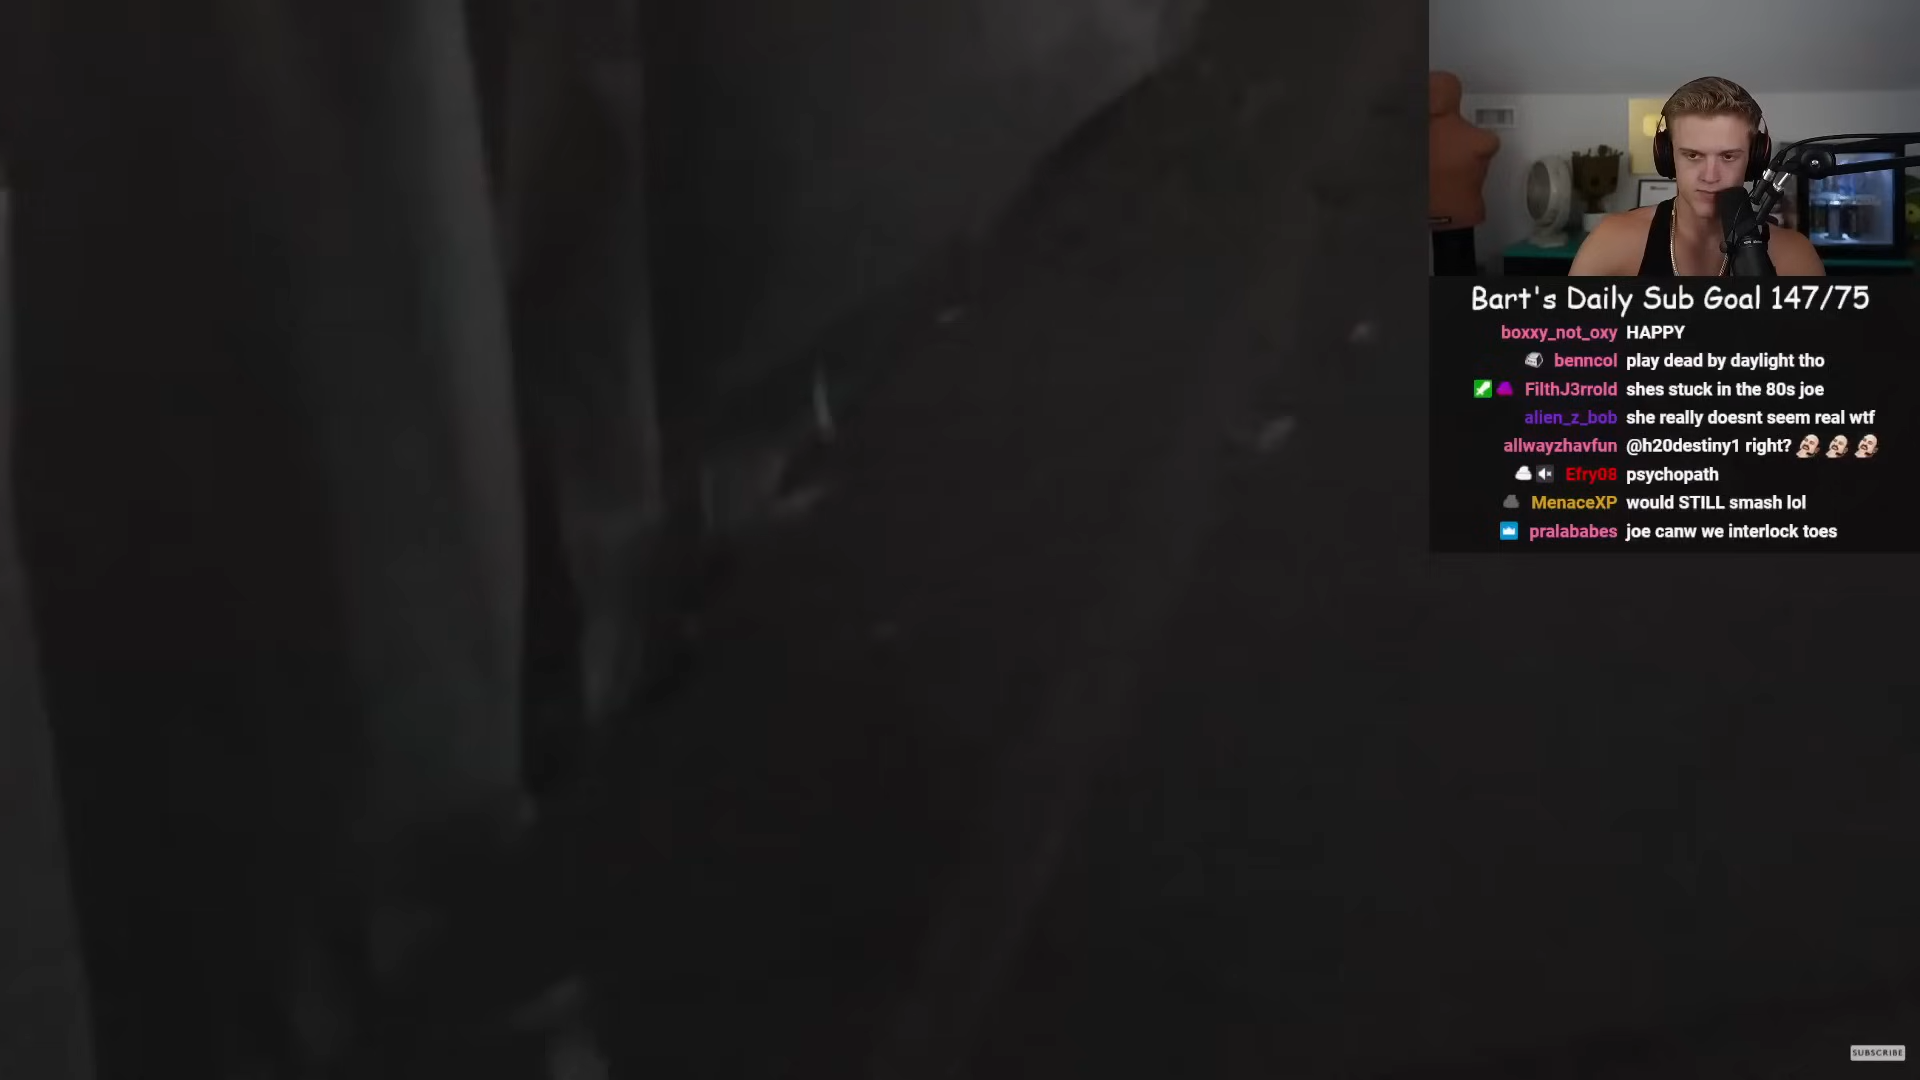 Bart's Daily Sub Goal 147/75
boxxy_not_oxy HAPPY
benncol play dead by daylight tho
FilthJ3rrold shes stuck in the 80s joe
alien_z_bob she really doesnt seem real wtf
allwayzhavfun @h20destiny1 right?
Efry08 psychopath
MenaceXP would STILL smash lol
pralababes joe canw we interlock toes
SUBSCRIBE